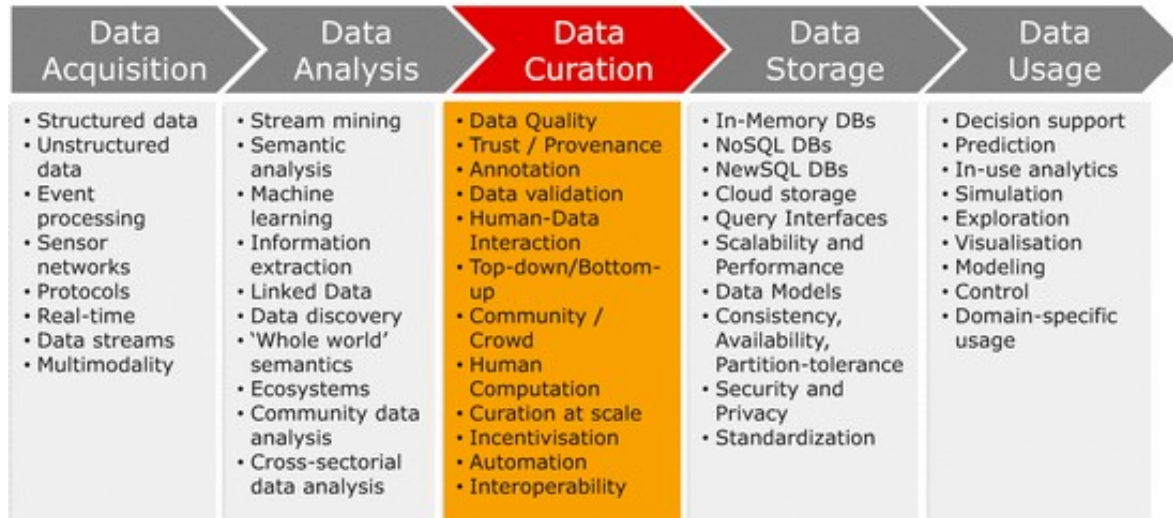 Data
Acquisition
Data
Analysis
Data
Curation
Data
Storage
Data
Usage
• Structured data
• Unstructured
data
• Event
processing
• Sensor
networks
• Protocols
• Real-time
• Data streams
• Multimodality
• Stream mining
• Semantic
analysis
• Machine
learning
• Information
extraction
• Linked Data
• Data discovery
• ‘Whole world’
semantics
• Ecosystems
• Community data
analysis
• Cross-sectorial
data analysis
• Data Quality
• Trust / Provenance
• Annotation
• Data validation
• Human-Data
Interaction
• Top-down/Bottom-
up
• Community /
Crowd
• Human
Computation
• Curation at scale
• Incentivisation
• Automation
• Interoperability
• In-Memory DBs
• NoSQL DBs
• NewSQL DBs
• Cloud storage
• Query Interfaces
• Scalability and
Performance
• Data Models
• Consistency,
Availability,
Partition-tolerance
• Security and
Privacy
• Standardization
• Decision support
• Prediction
• In-use analytics
• Simulation
• Exploration
• Visualisation
• Modeling
• Control
• Domain-specific
usage